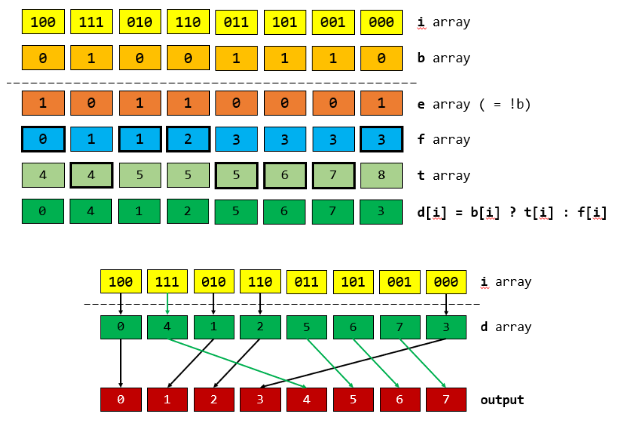 100 111 010 110 011 101 001 000 i array
0 1 0 0 1 1 1 0 b array
1 0 1 1 0 0 0 1 e array ( = !b)
0 1 1 2 3 3 3 3 f array
4 4 5 5 5 6 7 8 t array
0 4 1 2 5 6 7 3 d[i] = b[i] ? t[i] : f[i]
100 111 010 110 011 101 001 000 i array
0 4 1 2 5 6 7 3 d array
0 1 2 3 4 5 6 7 output